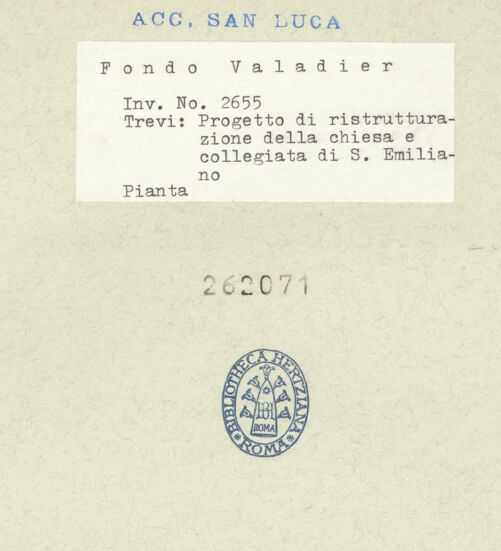 ACC. SAN LUCA
Fondo Valadier
Inv. No. 2655
Trevi: Progetto di ristruttura-
zione della chiesa e
collegiata di S. Emilia-
no
Pianta
262071
BIBLIOTHECA HERTZIANA
BH
ROMA
* ROMA *